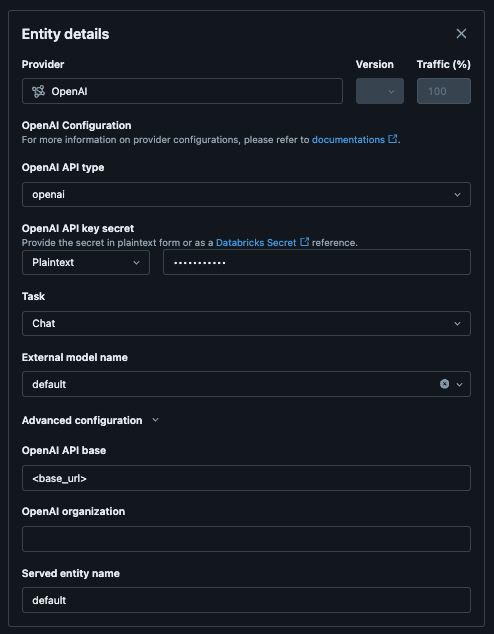 Entity details
Provider Version Traffic (%)
OpenAI 100
OpenAI Configuration
For more information on provider configurations, please refer to documentations.
OpenAI API type
openai
OpenAI API key secret
Provide the secret in plaintext form or as a Databricks Secret reference.
Plaintext •••••••••••
Task
Chat
External model name
default
Advanced configuration
OpenAI API base
<base_url>
OpenAI organization
Served entity name
default